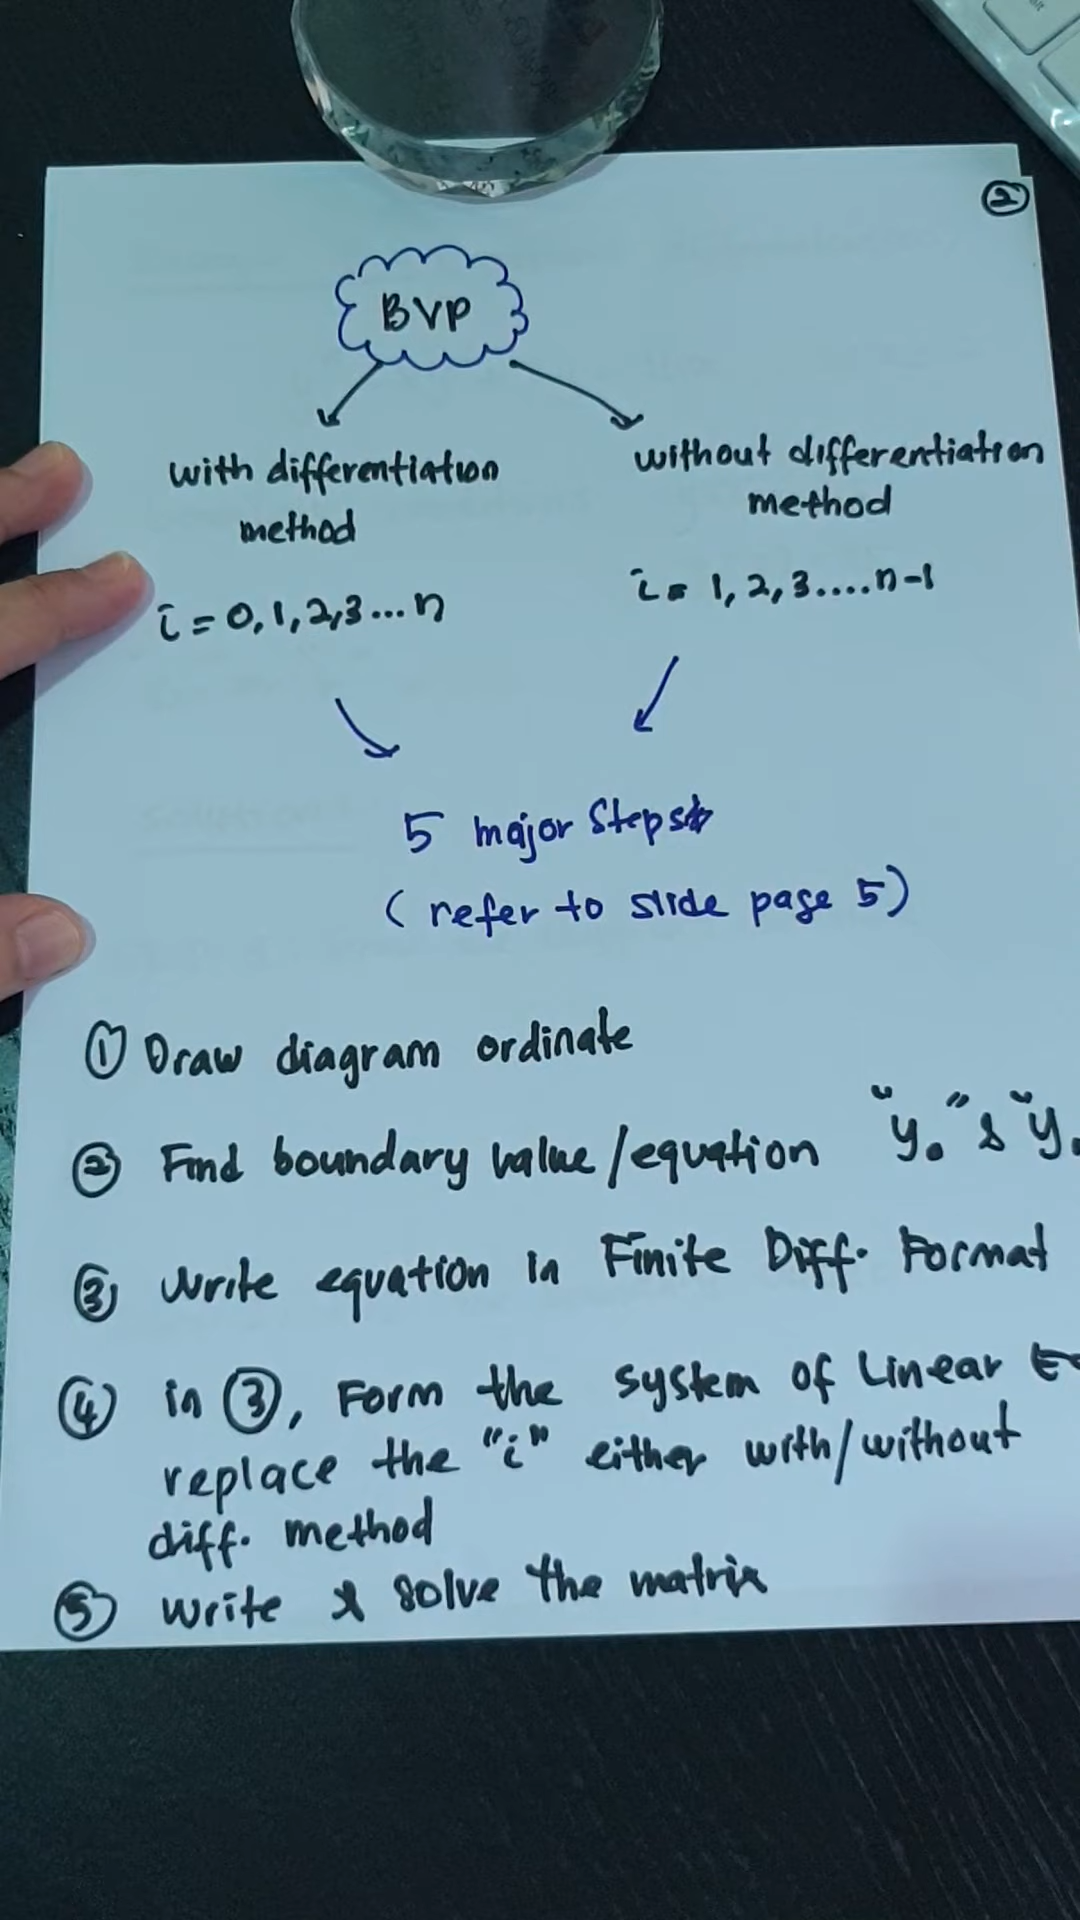 ②
BVP
with differentiation
method
without differentiation
method
i = 0, 1, 2, 3 ... n
i = 1, 2, 3 .... n-1
5 major steps
( refer to slide page 5 )
① Draw diagram ordinate
② Find boundary value / equation "y₀" & "y
③ Write equation in Finite Diff. Format
④ in ③, Form the system of Linear
replace the "i" either with / without
diff. method
⑤ write & solve the matrix